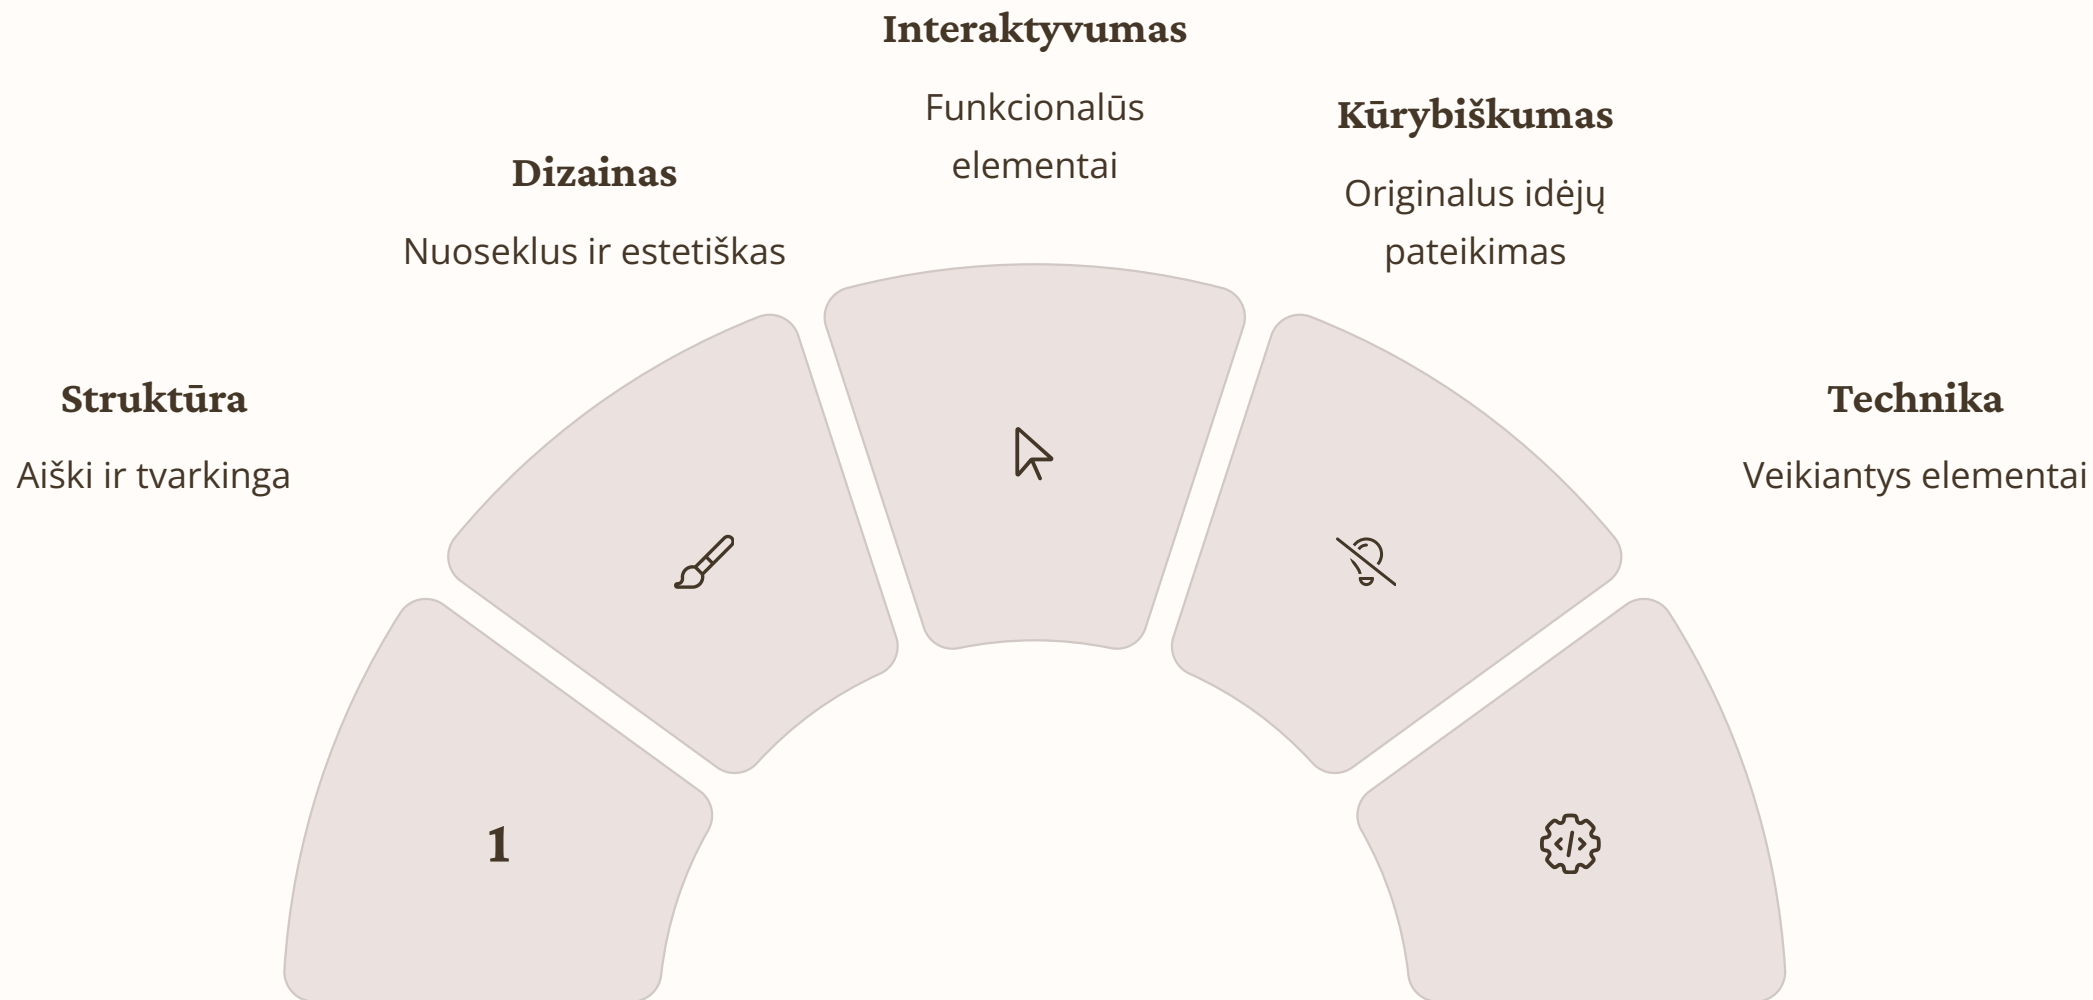 Interaktyvumas
Funkcionalūs
elementai
Kūrybiškumas
Originalus idėjų
pateikimas
Dizainas
Nuoseklus ir estetiškas
Struktūra
Aiški ir tvarkinga
Technika
Veikiantys elementai
1